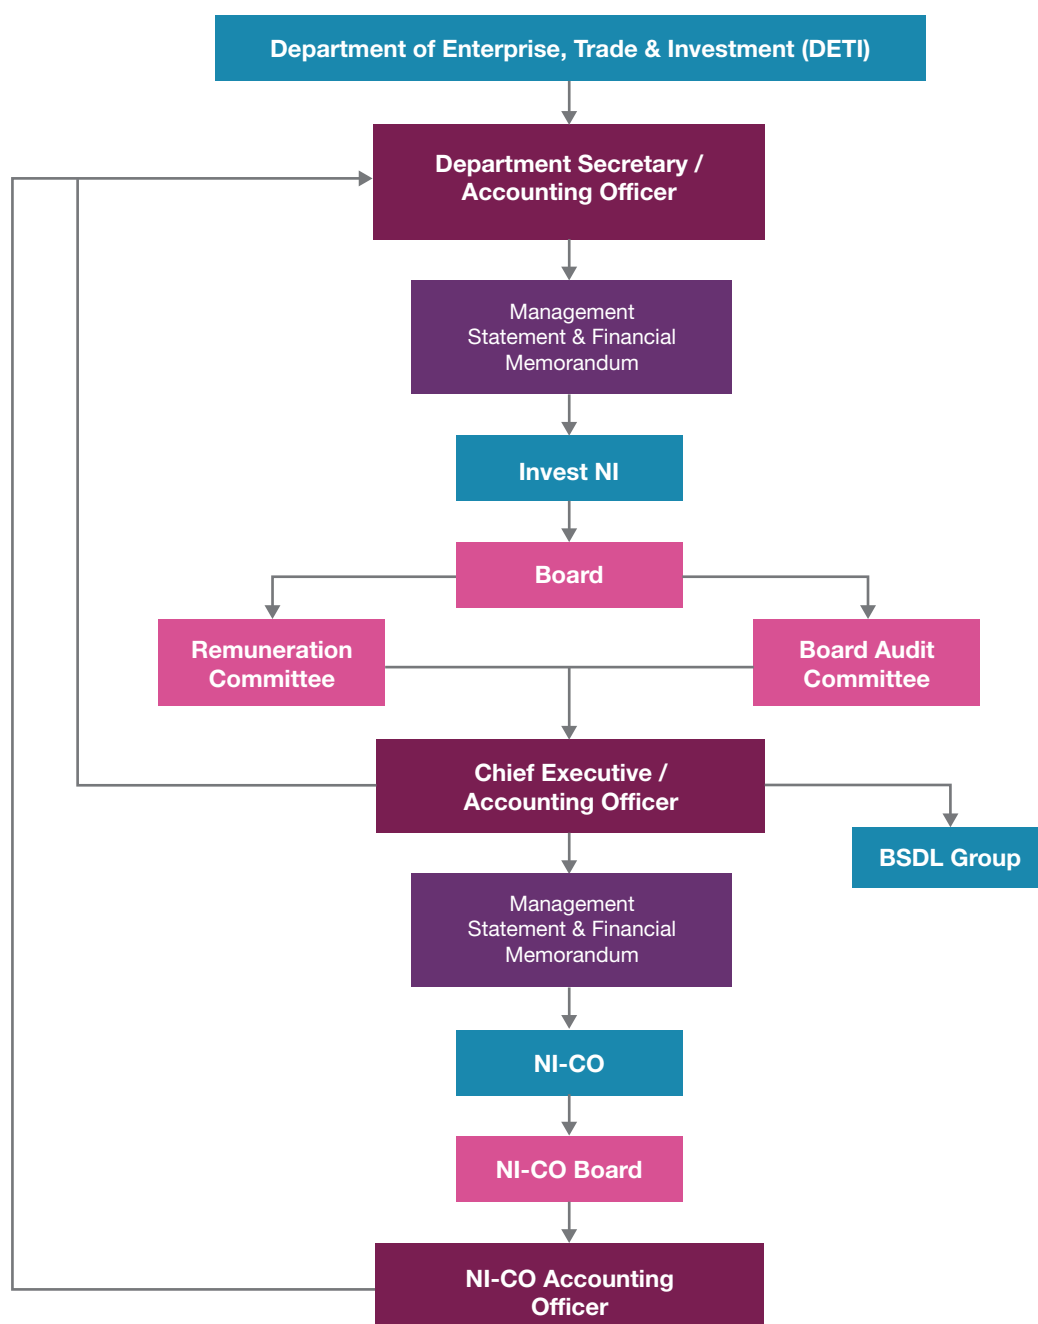 Department of Enterprise, Trade & Investment (DETI)
Department Secretary /
Accounting Officer
Management
Statement & Financial
Memorandum
Invest NI
Board
Remuneration
Committee
Board Audit
Committee
Chief Executive /
Accounting Officer
BSDL Group
Management
Statement & Financial
Memorandum
NI-CO
NI-CO Board
NI-CO Accounting
Officer